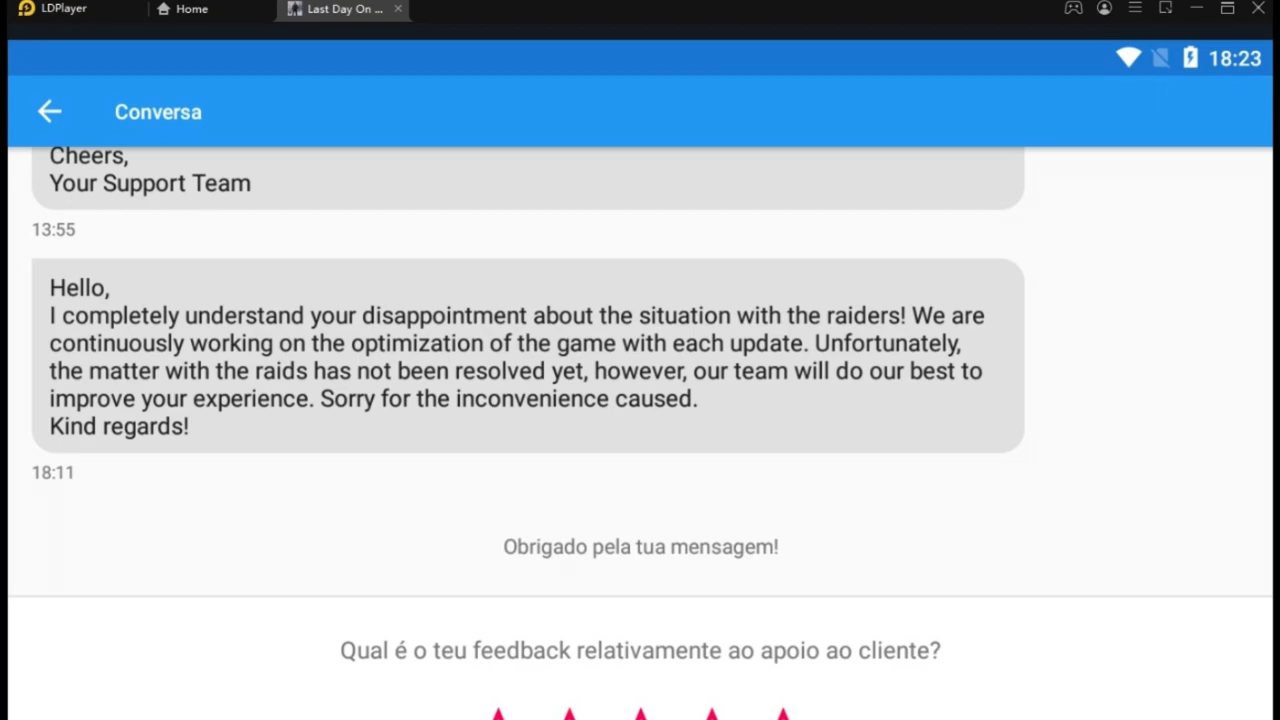 LDPlayer
Home
Last Day On ...
18:23
Conversa
Cheers,
Your Support Team
13:55
Hello,
I completely understand your disappointment about the situation with the raiders! We are
continuously working on the optimization of the game with each update. Unfortunately,
the matter with the raids has not been resolved yet, however, our team will do our best to
improve your experience. Sorry for the inconvenience caused.
Kind regards!
18:11
Obrigado pela tua mensagem!
Qual é o teu feedback relativamente ao apoio ao cliente?